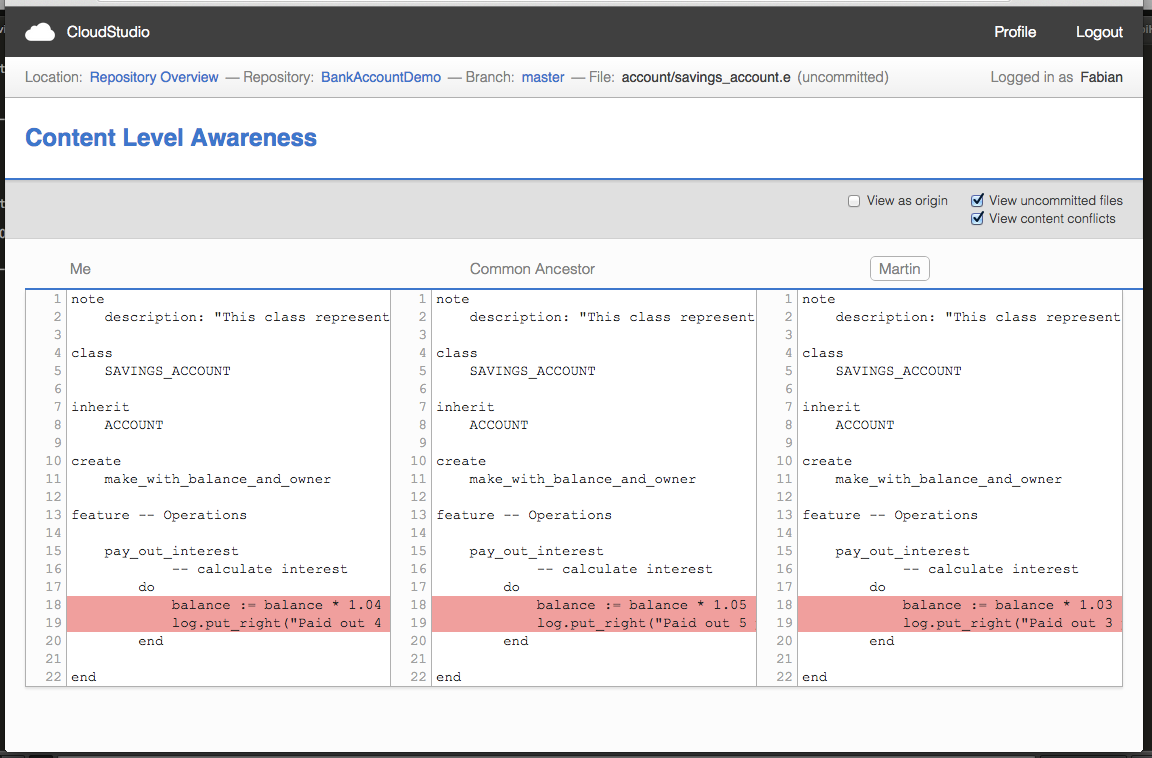 CloudStudio Profile Logout
Location: Repository Overview — Repository: BankAccountDemo — Branch: master — File: account/savings_account.e (uncommitted) Logged in as Fabian
Content Level Awareness
View as origin View uncommitted files
View content conflicts
Me Common Ancestor Martin
1 note
2 description: "This class represent
3
4 class
5 SAVINGS_ACCOUNT
6
7 inherit
8 ACCOUNT
9
10 create
11 make_with_balance_and_owner
12
13 feature -- Operations
14
15 pay_out_interest
16 -- calculate interest
17 do
18 balance := balance * 1.04
19 log.put_right("Paid out 4
20 end
21
22 end
1 note
2 description: "This class represent
3
4 class
5 SAVINGS_ACCOUNT
6
7 inherit
8 ACCOUNT
9
10 create
11 make_with_balance_and_owner
12
13 feature -- Operations
14
15 pay_out_interest
16 -- calculate interest
17 do
18 balance := balance * 1.05
19 log.put_right("Paid out 5
20 end
21
22 end
1 note
2 description: "This class represent
3
4 class
5 SAVINGS_ACCOUNT
6
7 inherit
8 ACCOUNT
9
10 create
11 make_with_balance_and_owner
12
13 feature -- Operations
14
15 pay_out_interest
16 -- calculate interest
17 do
18 balance := balance * 1.03
19 log.put_right("Paid out 3
20 end
21
22 end